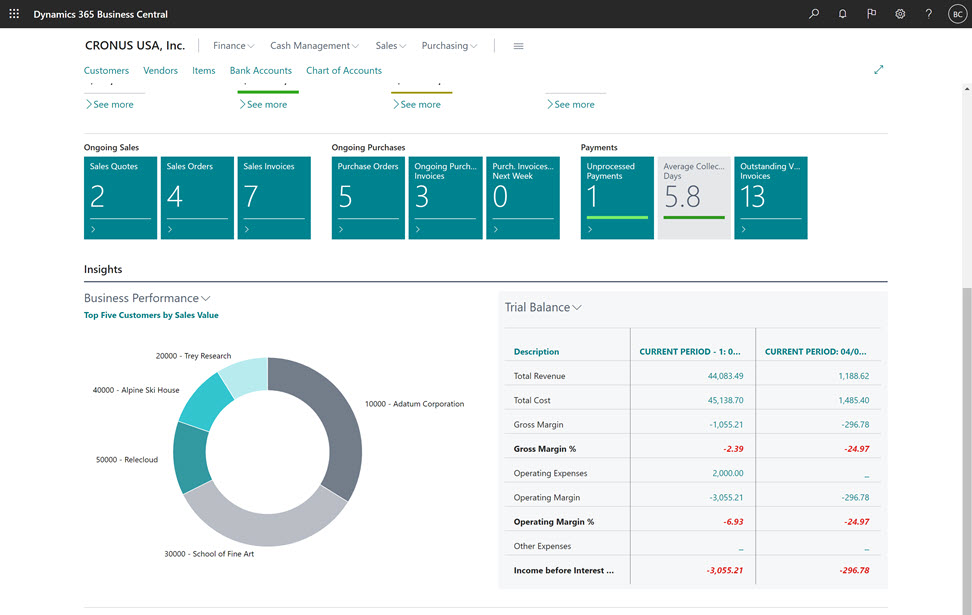 Dynamics 365 Business Central
?
BC
CRONUS USA, Inc.
Finance
Cash Management
Sales
Purchasing
Customers
Vendors
Items
Bank Accounts
Chart of Accounts
See more
See more
See more
See more
Ongoing Sales
Ongoing Purchases
Payments
Sales Quotes
2
Sales Orders
4
Sales Invoices
7
Purchase Orders
5
Ongoing Purch...
Invoices
3
Purch. Invoices...
Next Week
0
Unprocessed
Payments
1
Average Collec...
Days
5.8
Outstanding V...
Invoices
13
Insights
Business Performance
Top Five Customers by Sales Value
20000 - Trey Research
40000 - Alpine Ski House
10000 - Adatum Corporation
50000 - Relecloud
30000 - School of Fine Art
Trial Balance
Description CURRENT PERIOD - 1: 0... CURRENT PERIOD: 04/0...
Total Revenue 44,083.49 1,188.62
Total Cost 45,138.70 1,485.40
Gross Margin -1,055.21 -296.78
Gross Margin % -2.39 -24.97
Operating Expenses 2,000.00 _
Operating Margin -3,055.21 -296.78
Operating Margin % -6.93 -24.97
Other Expenses _ _
Income before Interest ... -3,055.21 -296.78